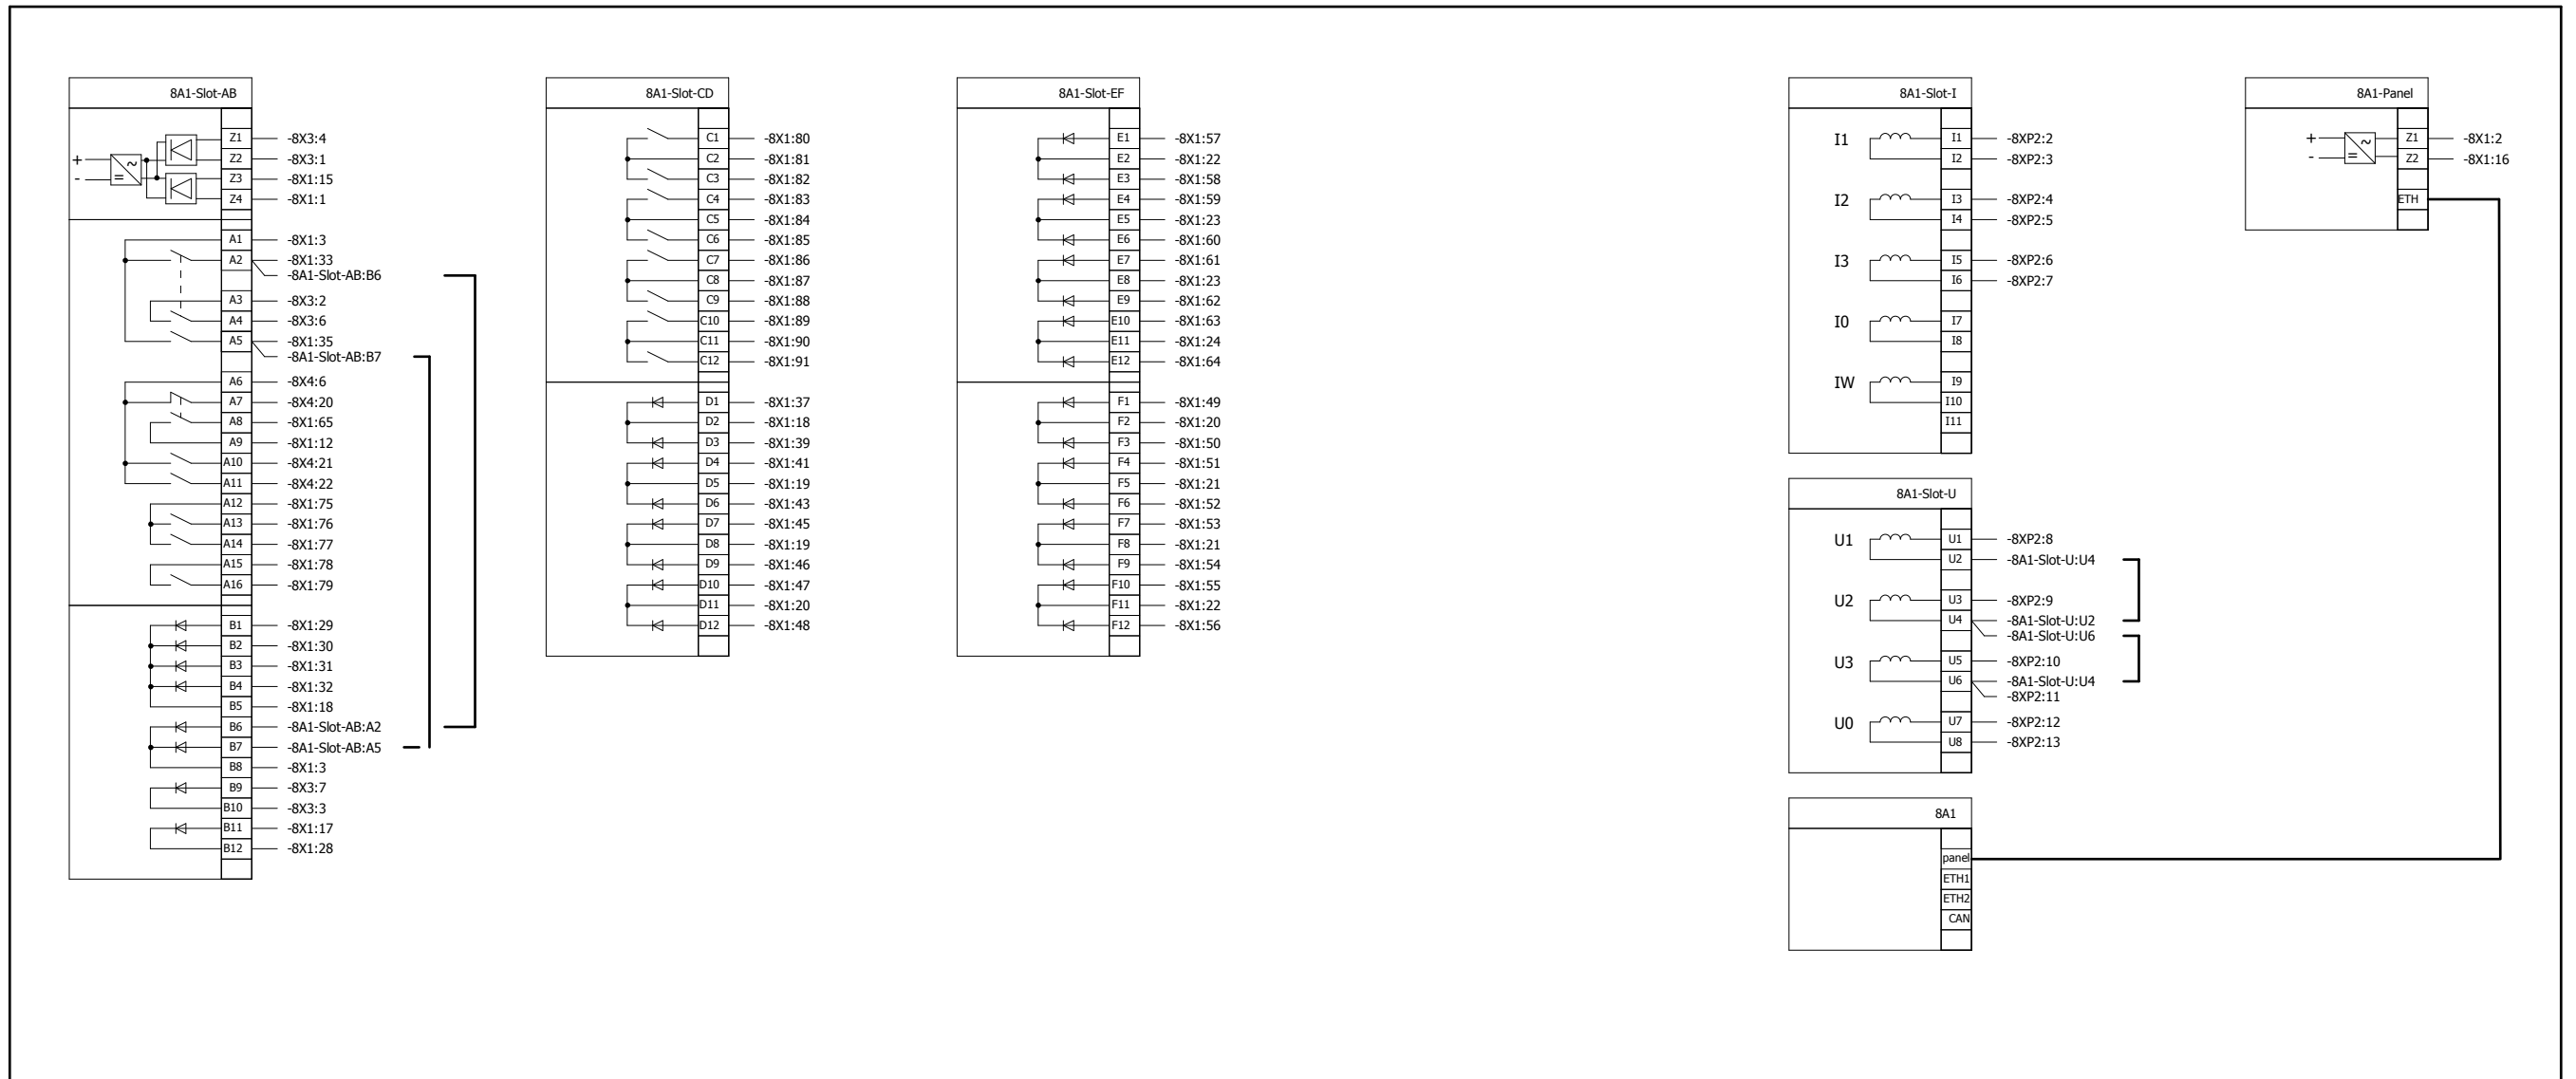 8A1-Slot-AB
+
-
~
=
Z1 -8X3:4
Z2 -8X3:1
Z3 -8X1:15
Z4 -8X1:1
A1 -8X1:3
A2 -8X1:33
-8A1-Slot-AB:B6
A3 -8X3:2
A4 -8X3:6
A5 -8X1:35
-8A1-Slot-AB:B7
A6 -8X4:6
A7 -8X4:20
A8 -8X1:65
A9 -8X1:12
A10 -8X4:21
A11 -8X4:22
A12 -8X1:75
A13 -8X1:76
A14 -8X1:77
A15 -8X1:78
A16 -8X1:79
B1 -8X1:29
B2 -8X1:30
B3 -8X1:31
B4 -8X1:32
B5 -8X1:18
B6 -8A1-Slot-AB:A2
B7 -8A1-Slot-AB:A5
B8 -8X1:3
B9 -8X3:7
B10 -8X3:3
B11 -8X1:17
B12 -8X1:28
8A1-Slot-CD
C1 -8X1:80
C2 -8X1:81
C3 -8X1:82
C4 -8X1:83
C5 -8X1:84
C6 -8X1:85
C7 -8X1:86
C8 -8X1:87
C9 -8X1:88
C10 -8X1:89
C11 -8X1:90
C12 -8X1:91
D1 -8X1:37
D2 -8X1:18
D3 -8X1:39
D4 -8X1:41
D5 -8X1:19
D6 -8X1:43
D7 -8X1:45
D8 -8X1:19
D9 -8X1:46
D10 -8X1:47
D11 -8X1:20
D12 -8X1:48
8A1-Slot-EF
E1 -8X1:57
E2 -8X1:22
E3 -8X1:58
E4 -8X1:59
E5 -8X1:23
E6 -8X1:60
E7 -8X1:61
E8 -8X1:23
E9 -8X1:62
E10 -8X1:63
E11 -8X1:24
E12 -8X1:64
F1 -8X1:49
F2 -8X1:20
F3 -8X1:50
F4 -8X1:51
F5 -8X1:21
F6 -8X1:52
F7 -8X1:53
F8 -8X1:21
F9 -8X1:54
F10 -8X1:55
F11 -8X1:22
F12 -8X1:56
8A1-Slot-I
I1 I1 -8XP2:2
I2 -8XP2:3
I2 I3 -8XP2:4
I4 -8XP2:5
I3 I5 -8XP2:6
I6 -8XP2:7
I0 I7
I8
IW I9
I10
I11
8A1-Slot-U
U1 U1 -8XP2:8
U2 -8A1-Slot-U:U4
U2 U3 -8XP2:9
U4 -8A1-Slot-U:U2
-8A1-Slot-U:U6
U3 U5 -8XP2:10
U6 -8A1-Slot-U:U4
-8XP2:11
U0 U7 -8XP2:12
U8 -8XP2:13
8A1
panel
ETH1
ETH2
CAN
8A1-Panel
+
-
~
=
Z1 -8X1:2
Z2 -8X1:16
ETH